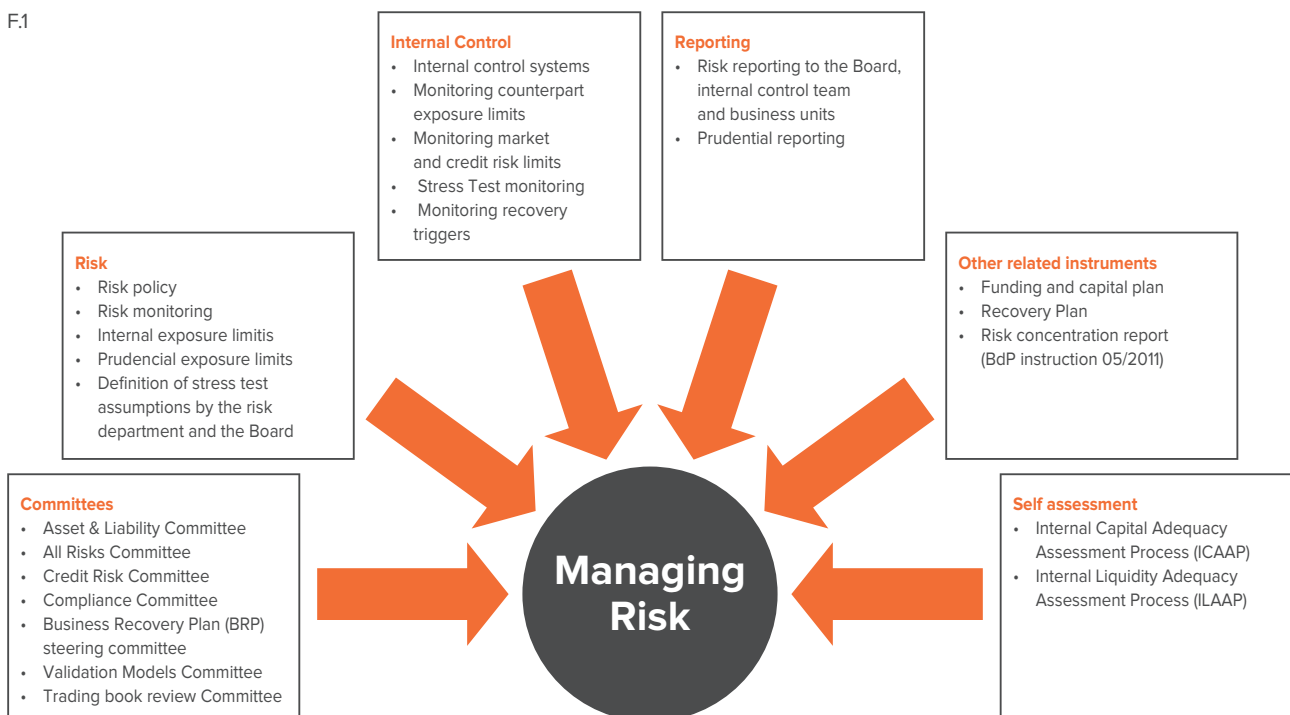 F.1
Internal Control
• Internal control systems
• Monitoring counterpart
exposure limits
• Monitoring market
and credit risk limits
• Stress Test monitoring
• Monitoring recovery
triggers
Reporting
• Risk reporting to the Board,
internal control team
and business units
• Prudential reporting
Risk
• Risk policy
• Risk monitoring
• Internal exposure limitis
• Prudencial exposure limits
• Definition of stress test
assumptions by the risk
department and the Board
Other related instruments
• Funding and capital plan
• Recovery Plan
• Risk concentration report
(BdP instruction 05/2011)
Committees
• Asset & Liability Committee
• All Risks Committee
• Credit Risk Committee
• Compliance Committee
• Business Recovery Plan (BRP)
steering committee
• Validation Models Committee
• Trading book review Committee
Managing
Risk
Self assessment
• Internal Capital Adequacy
Assessment Process (ICAAP)
• Internal Liquidity Adequacy
Assessment Process (ILAAP)